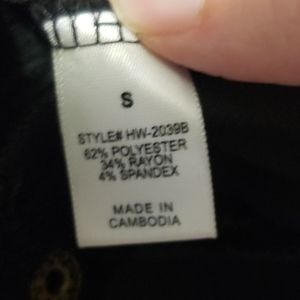 S
STYLE# HW-2039B
62% POLYESTER
34% RAYON
4% SPANDEX
MADE IN
CAMBODIA